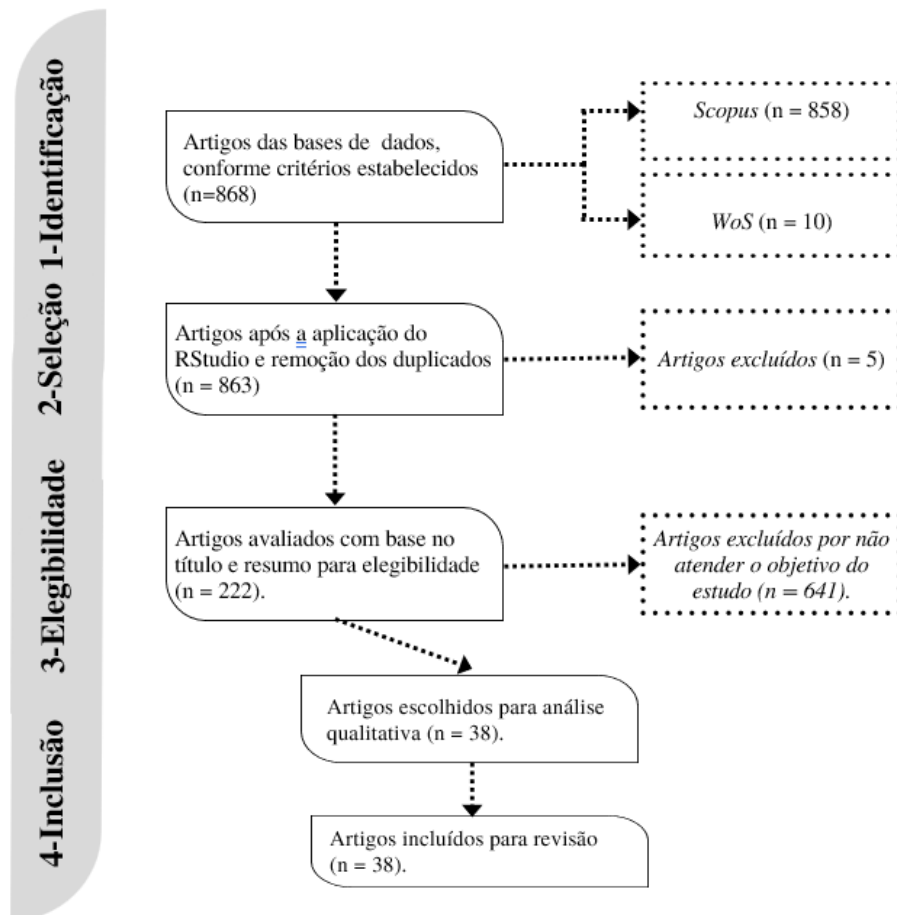 1-Identificação
Artigos das bases de dados,
conforme critérios estabelecidos
(n=868)
Scopus (n = 858)
WoS (n = 10)
2-Seleção
Artigos após a aplicação do
RStudio e remoção dos duplicados
(n = 863)
Artigos excluídos (n = 5)
3-Elegibilidade
Artigos avaliados com base no
título e resumo para elegibilidade
(n = 222).
Artigos excluídos por não
atender o objetivo do
estudo (n = 641).
4-Inclusão
Artigos escolhidos para análise
qualitativa (n = 38).
Artigos incluídos para revisão
(n = 38).